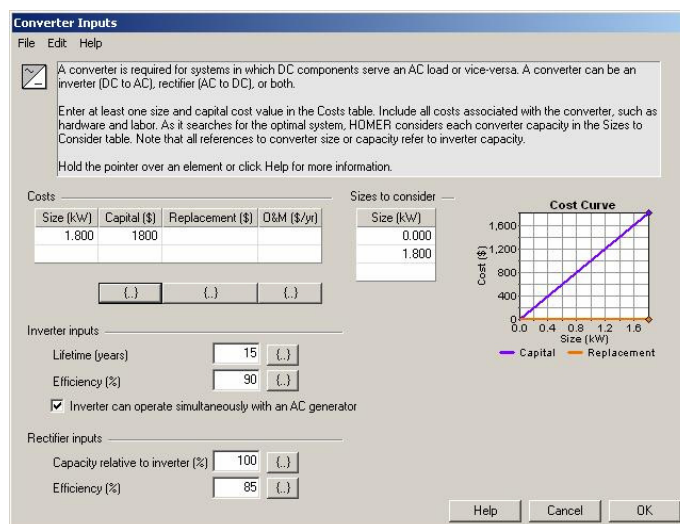 Converter Inputs
File Edit Help
A converter is required for systems in which DC components serve an AC load or vice-versa. A converter can be an
inverter (DC to AC), rectifier (AC to DC), or both.
Enter at least one size and capital cost value in the Costs table. Include all costs associated with the converter, such as
hardware and labor. As it searches for the optimal system, HOMER considers each converter capacity in the Sizes to
Consider table. Note that all references to converter size or capacity refer to inverter capacity.
Hold the pointer over an element or click Help for more information.
Costs
Size (kW) Capital ($) Replacement ($) O&M ($/yr)
1.800 1800
{..} {..} {..}
Sizes to consider
Size (kW)
0.000
1.800
Cost Curve
1,600
1,200
800
400
0
Cost ($)
0.0 0.4 0.8 1.2 1.6
Size (kW)
Capital Replacement
Inverter inputs
Lifetime (years) 15 {..}
Efficiency (%) 90 {..}
Inverter can operate simultaneously with an AC generator
Rectifier inputs
Capacity relative to inverter (%) 100 {..}
Efficiency (%) 85 {..}
Help Cancel OK